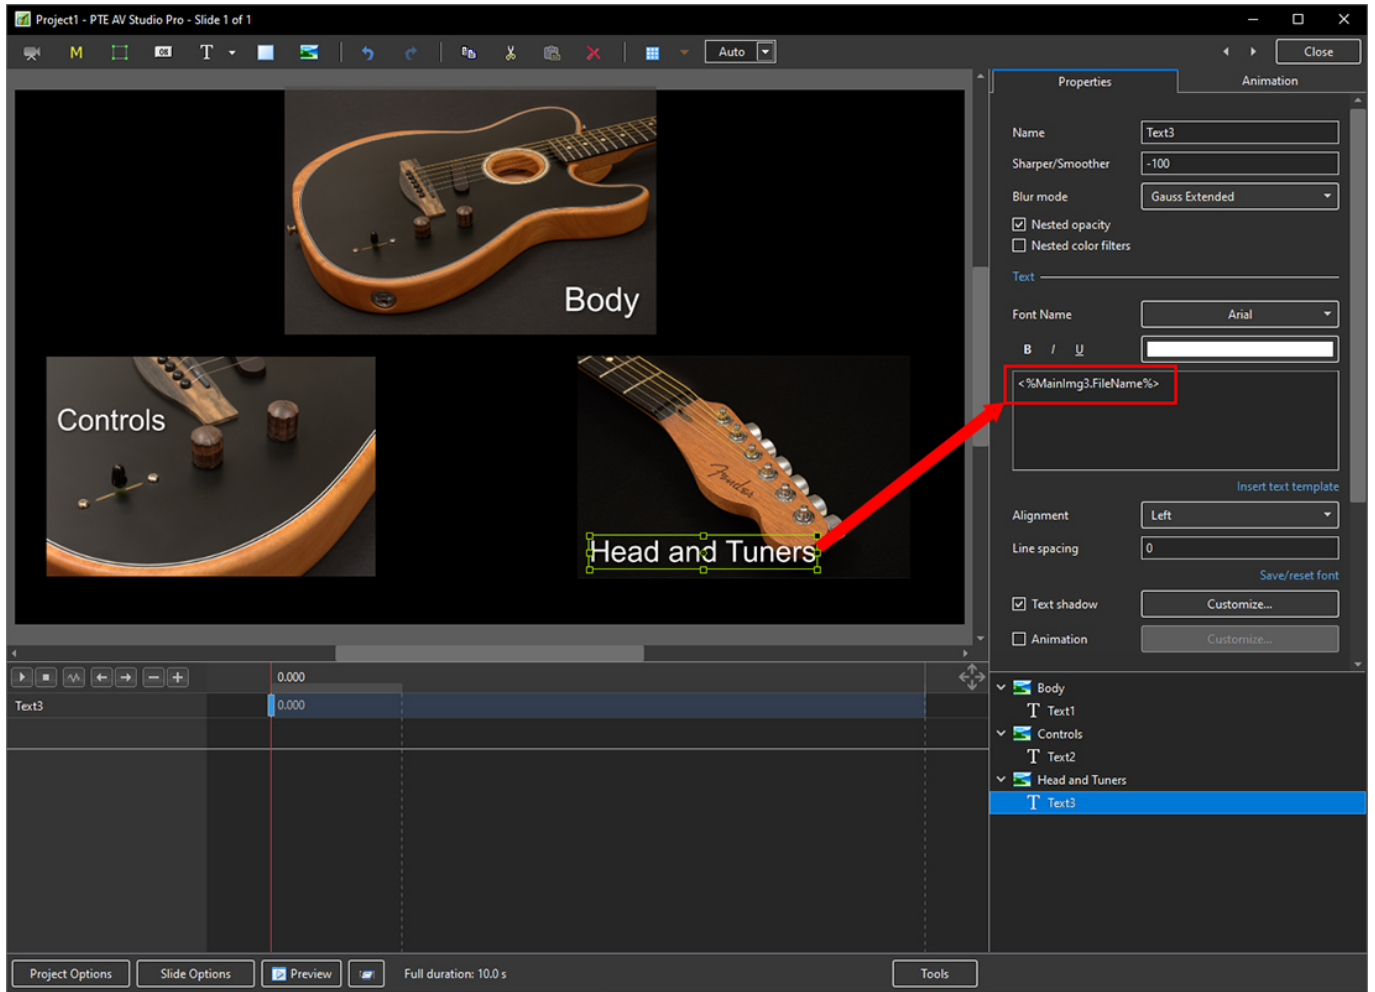 Project1 - PTE AV Studio Pro - Slide 1 of 1
M
OB
T
Auto
Close
Properties
Animation
Name
Text3
Sharper/Smoother
-100
Blur mode
Gauss Extended
Nested opacity
Nested color filters
Text
Font Name
Arial
B I U
<%MainImg3.FileName%>
Insert text template
Alignment
Left
Line spacing
0
Save/reset font
Text shadow
Customize...
Animation
Customize...
Body
Controls
Fender
Head and Tuners
0.000
Text3
0.000
Body
T Text1
Controls
T Text2
Head and Tuners
T Text3
Project Options
Slide Options
Preview
Full duration: 10.0 s
Tools